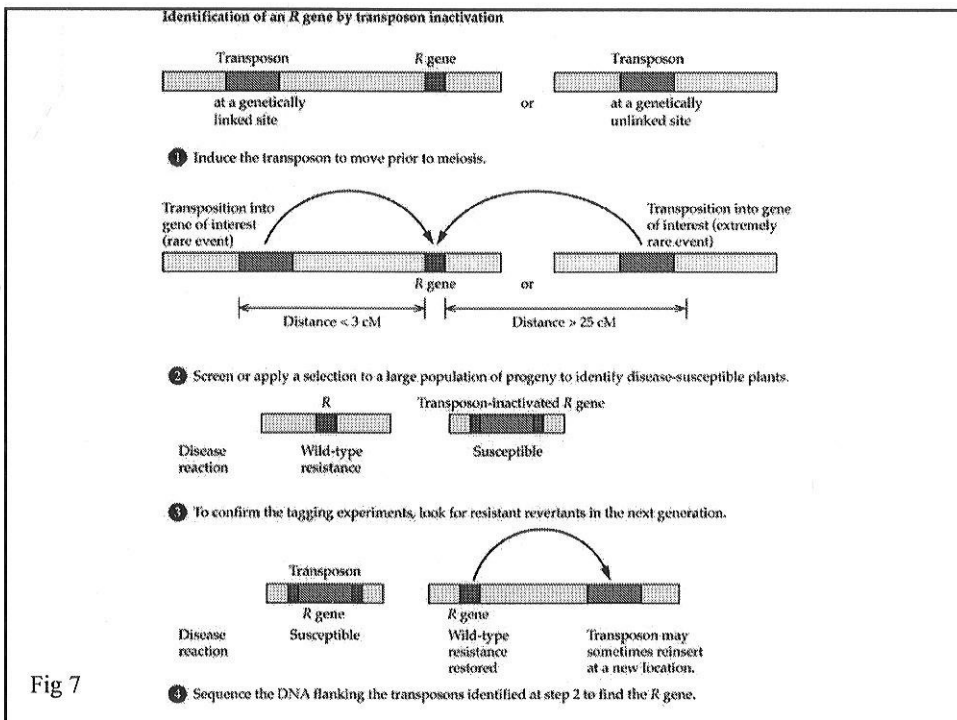 Identification of an R gene by transposon inactivation
Transposon
R gene
Transposon
at a genetically
linked site
or
at a genetically
unlinked site
1 Induce the transposon to move prior to meiosis.
Transposition into
gene of interest
(rare event)
Transposition into gene
of interest (extremely
rare event)
R gene
or
Distance < 3 cM
Distance > 25 cM
2 Screen or apply a selection to a large population of progeny to identify disease-susceptible plants.
R
Transposon-inactivated R gene
Disease
reaction
Wild-type
resistance
Susceptible
3 To confirm the tagging experiments, look for resistant revertants in the next generation.
Transposon
R gene
R gene
Disease
reaction
Susceptible
Wild-type
resistance
restored
Transposon may
sometimes reinsert
at a new location.
4 Sequence the DNA flanking the transposons identified at step 2 to find the R gene.
Fig 7